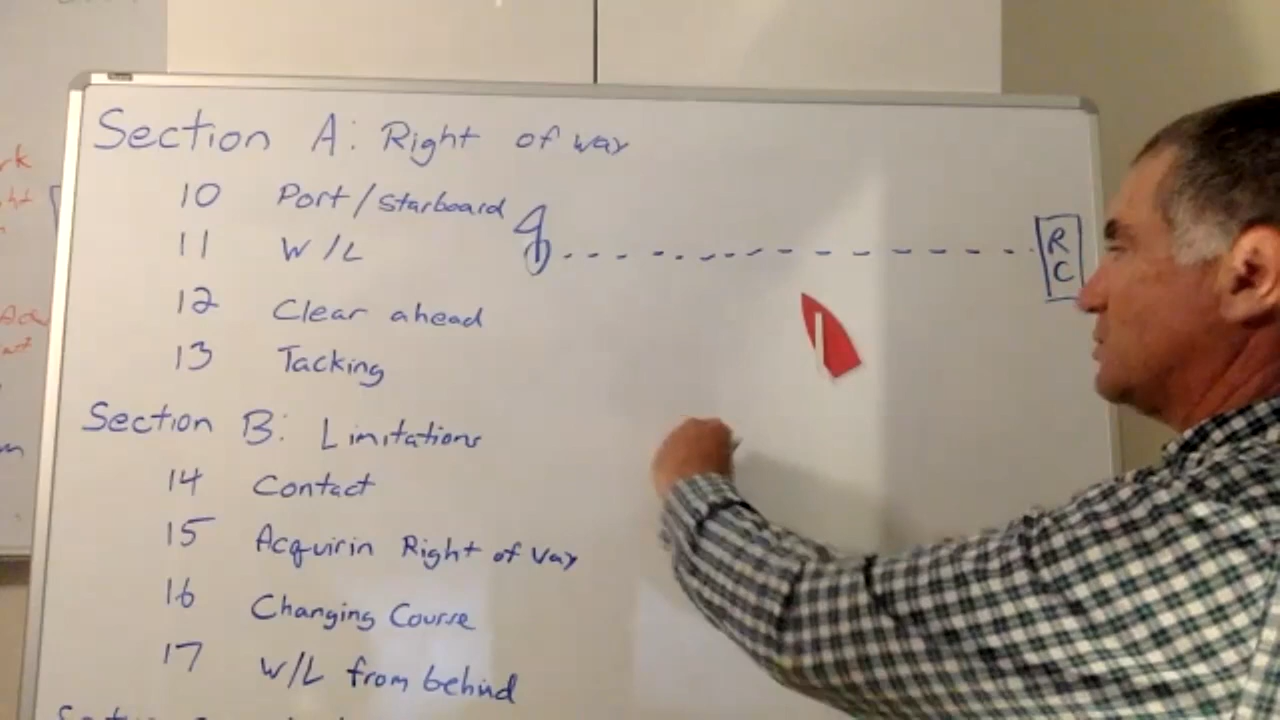 Section A: Right of way
10 Port/Starboard
11 W/L
12 Clear ahead
13 Tacking
Section B: Limitations
14 Contact
15 Acquirin Right of Way
16 Changing Course
17 W/L from behind
RC